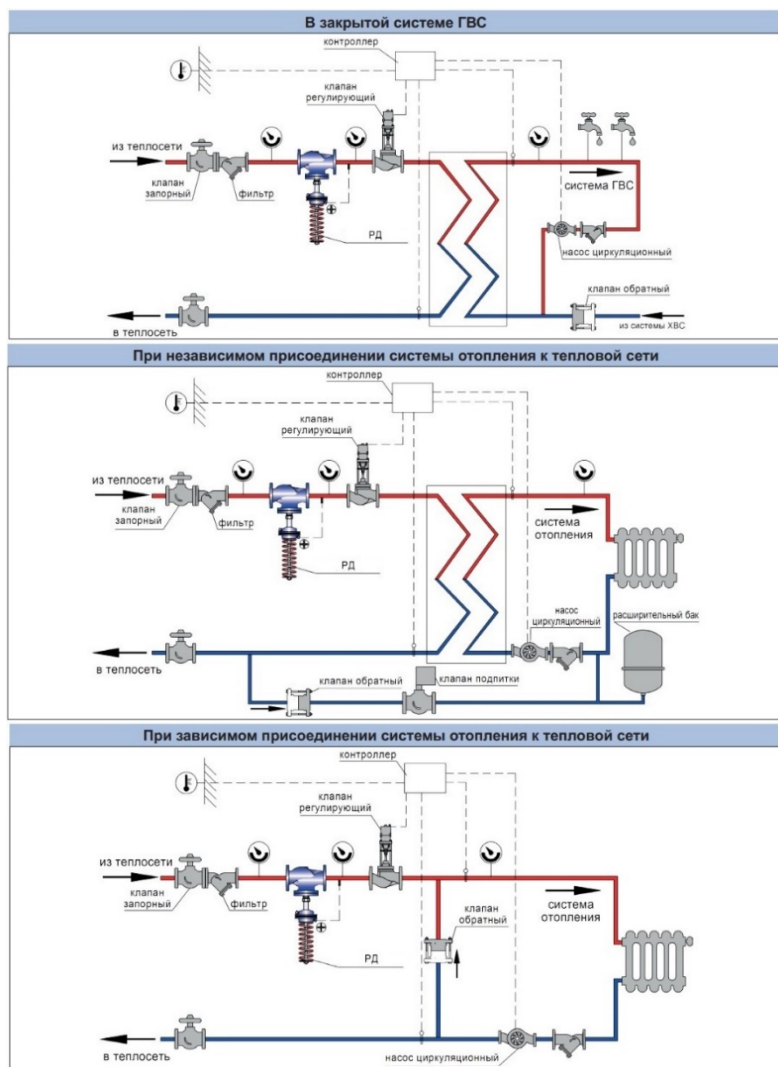 В закрытой системе ГВС
контроллер
клапан
регулирующий
из теплосети
клапан
запорный
фильтр
РД
система ГВС
насос циркуляционный
клапан обратный
в теплосеть
из системы ХВС
При независимом присоединении системы отопления к тепловой сети
контроллер
клапан
регулирующий
из теплосети
клапан
запорный
фильтр
РД
система
отопления
насос
циркуляционный
расширительный бак
в теплосеть
клапан обратный
клапан подпитки
При зависимом присоединении системы отопления к тепловой сети
контроллер
клапан
регулирующий
из теплосети
клапан
запорный
фильтр
РД
клапан
обратный
система
отопления
в теплосеть
насос циркуляционный